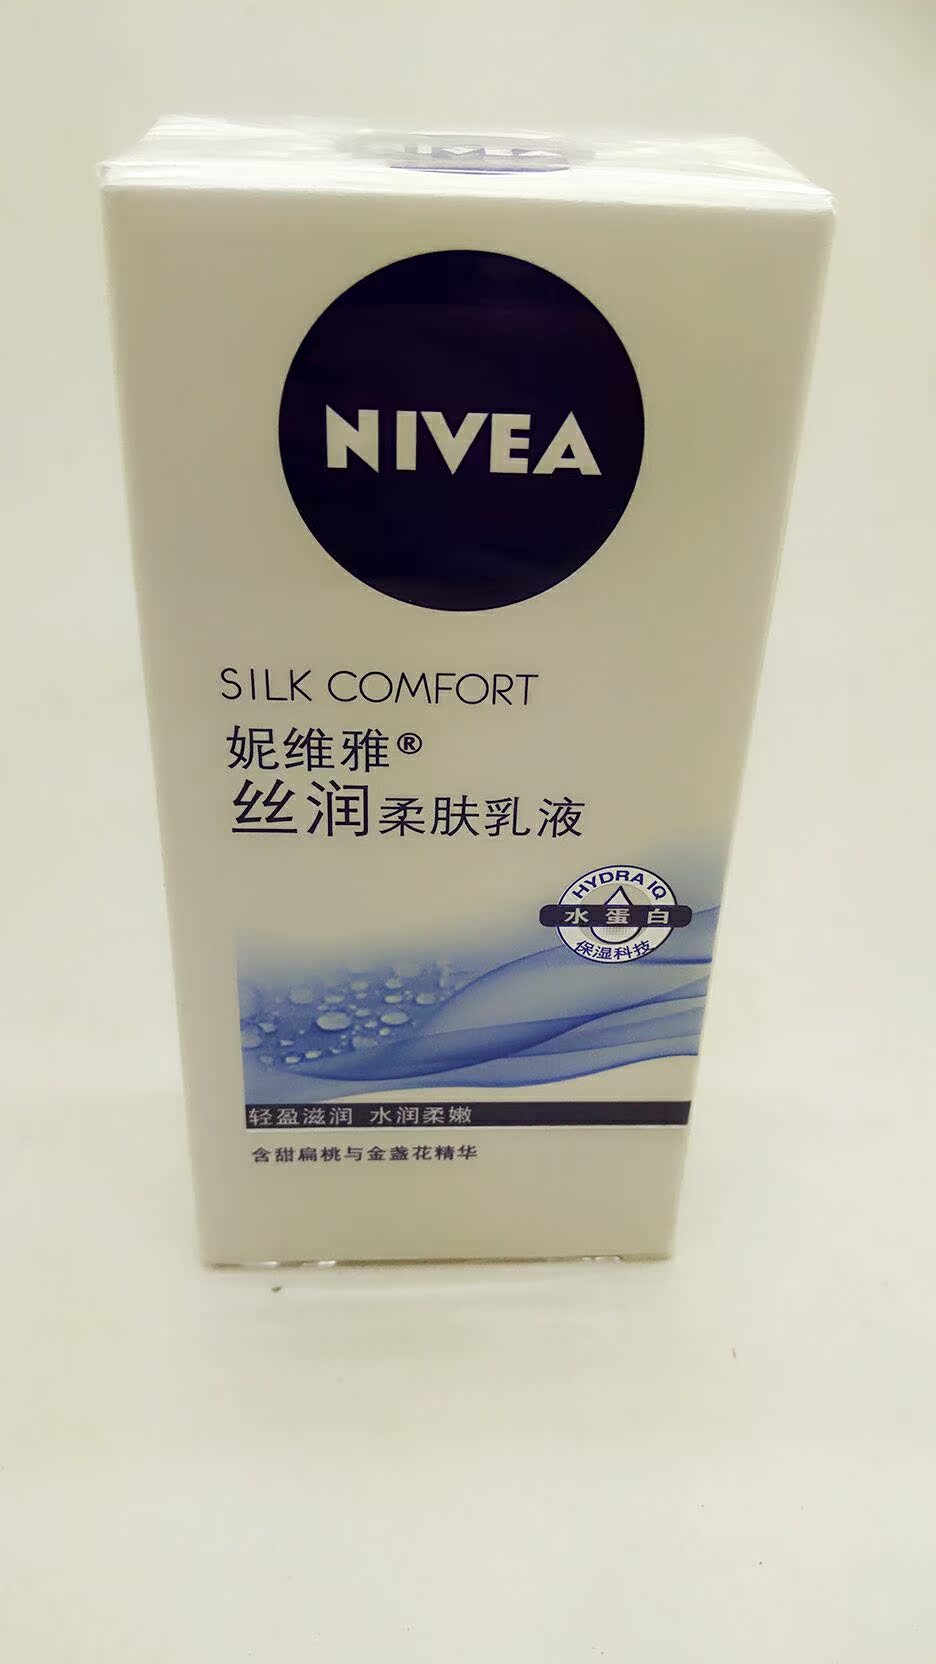 NIVEA
SILK COMFORT
妮维雅®
丝润柔肤乳液
HYDRA IQ
水蛋白
保湿科技
轻盈滋润 水润柔嫩
含甜扁桃与金盏花精华